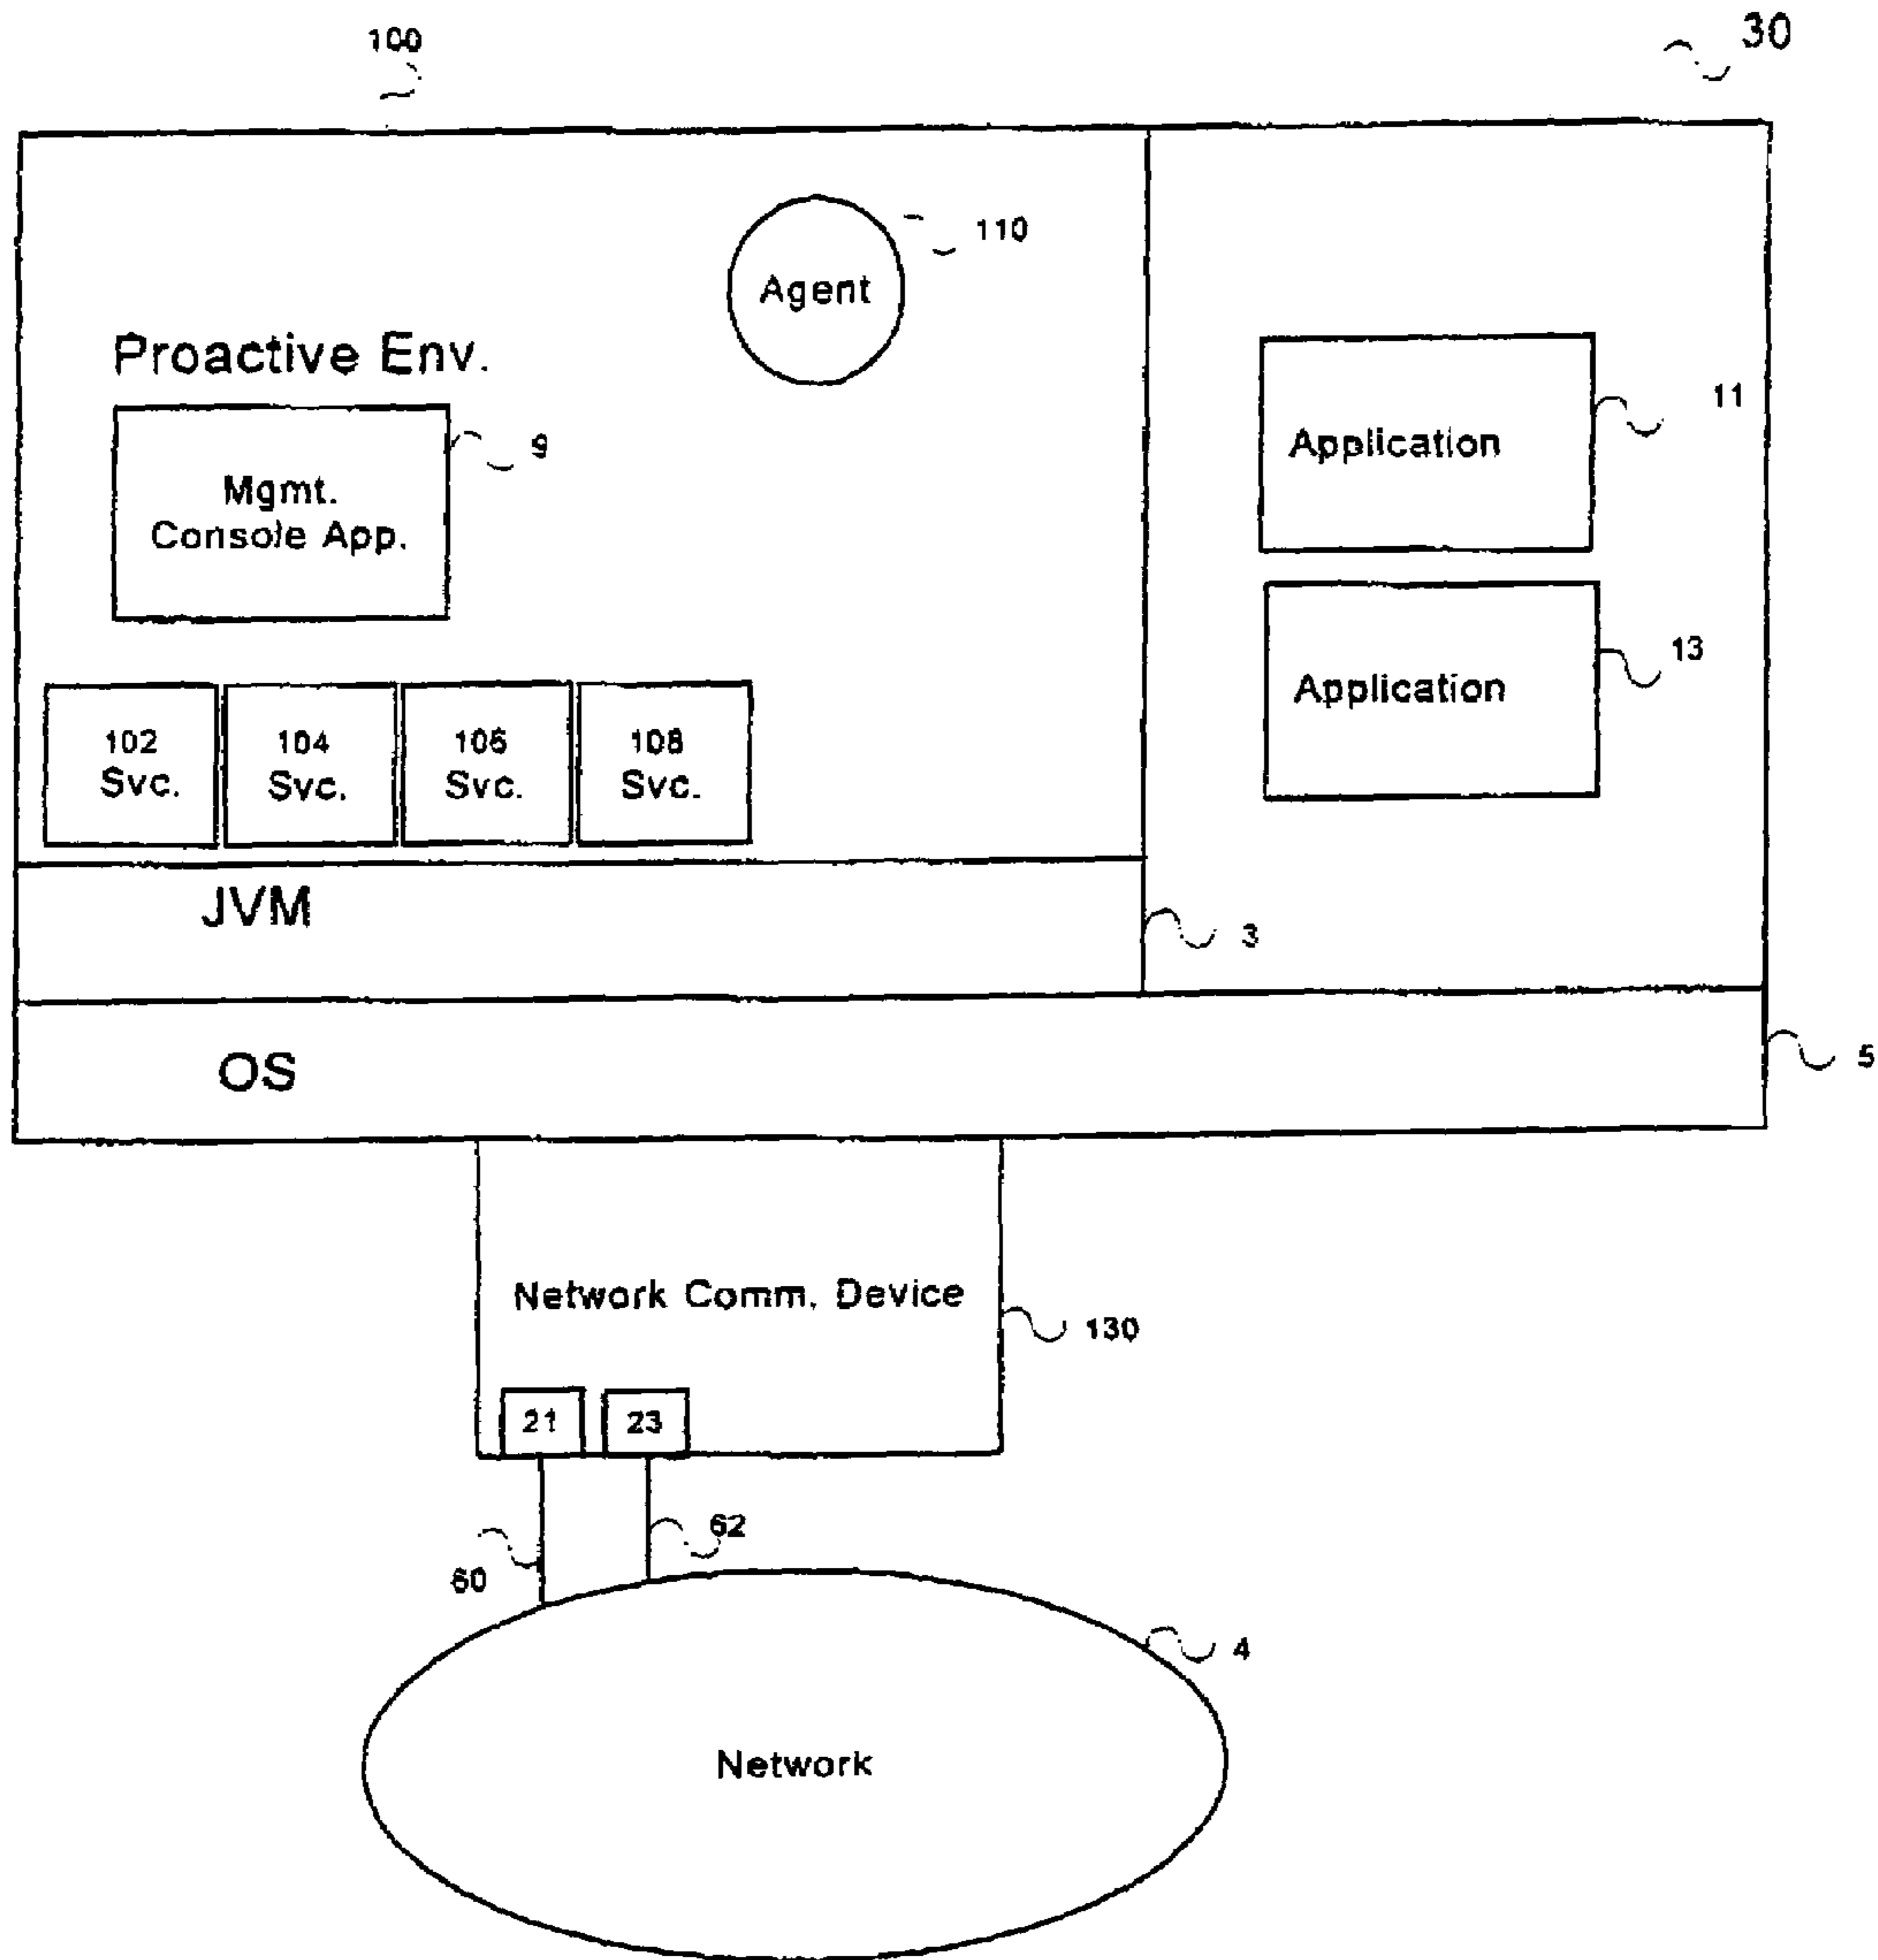 100
30
110
Agent
Proactive Env.
11
Application
9
Mgmt.
Console App.
13
Application
102
Svc.
104
Svc.
106
Svc.
108
Svc.
JVM
3
OS
5
Network Comm. Device
130
21
23
62
60
4
Network